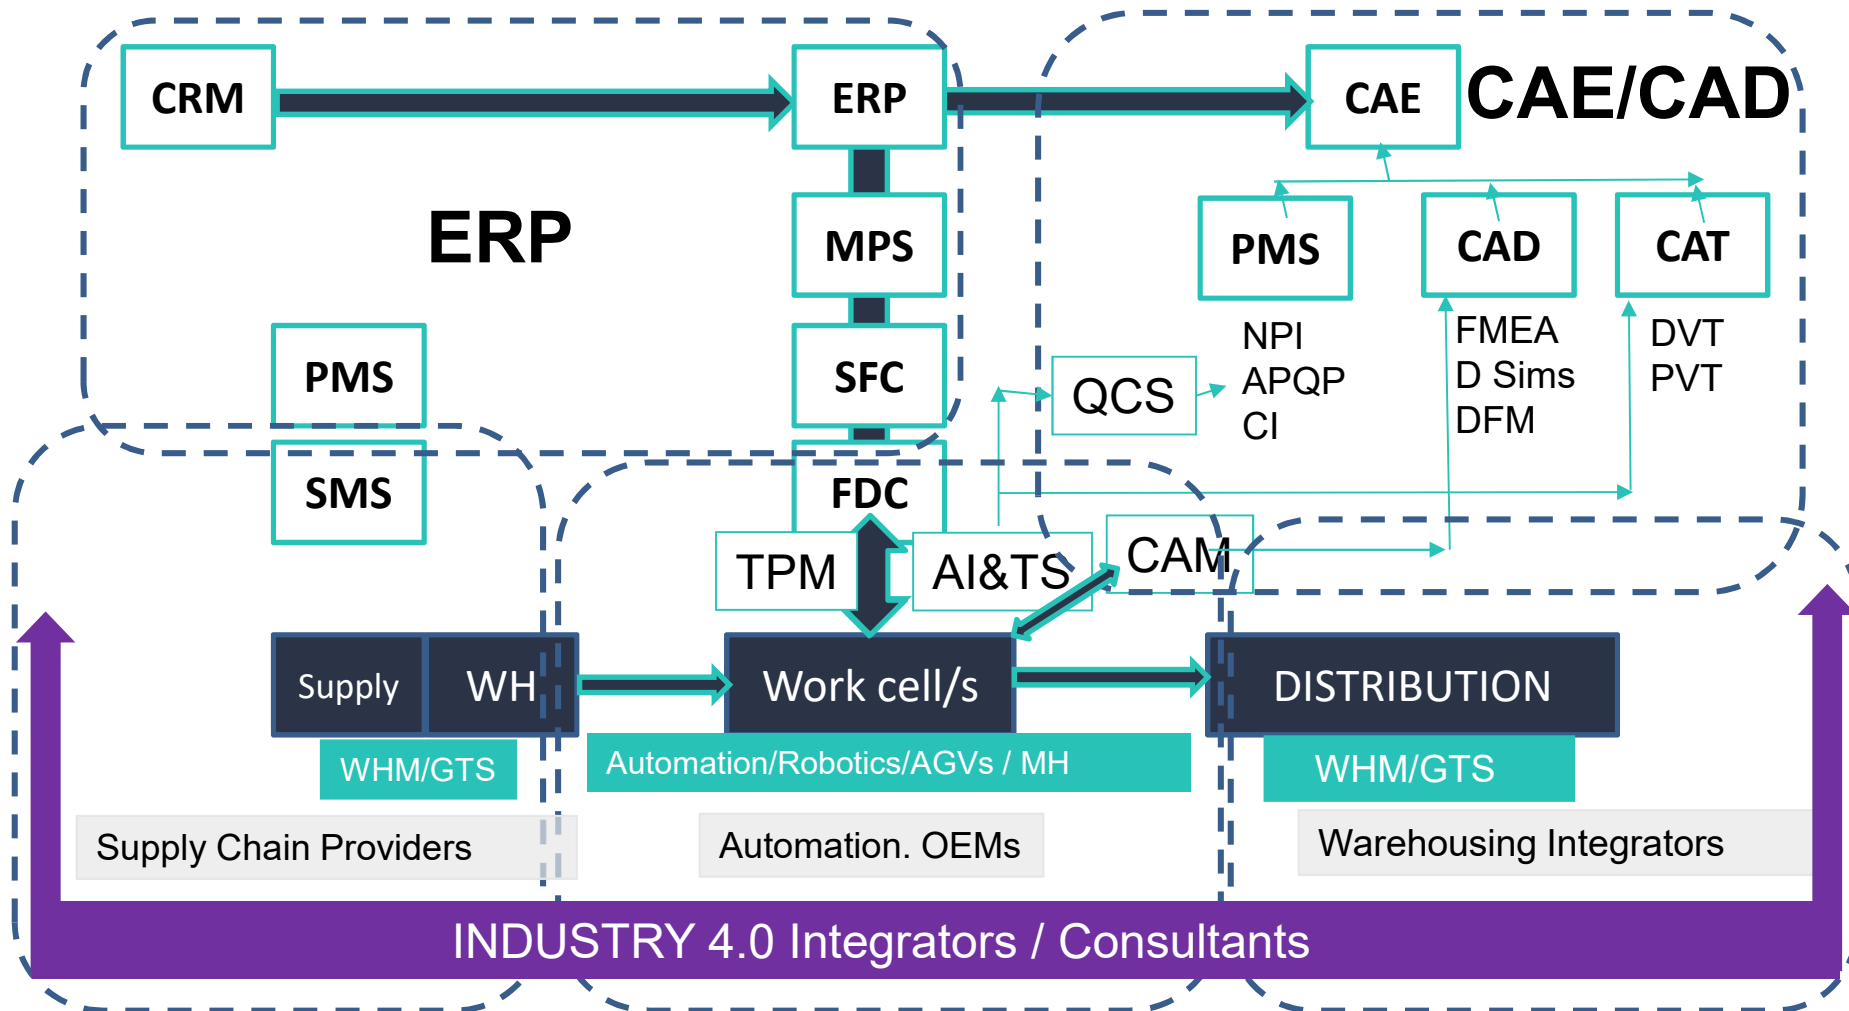 CRM
ERP
CAE
CAE/CAD
ERP
MPS
PMS
CAD
CAT
PMS
SFC
QCS
NPI
APQP
CI
FMEA
D Sims
DFM
DVT
PVT
SMS
FDC
TPM
AI&TS
CAM
Supply
WH
Work cell/s
DISTRIBUTION
WHM/GTS
Automation/Robotics/AGVs / MH
WHM/GTS
Supply Chain Providers
Automation. OEMs
Warehousing Integrators
INDUSTRY 4.0 Integrators / Consultants